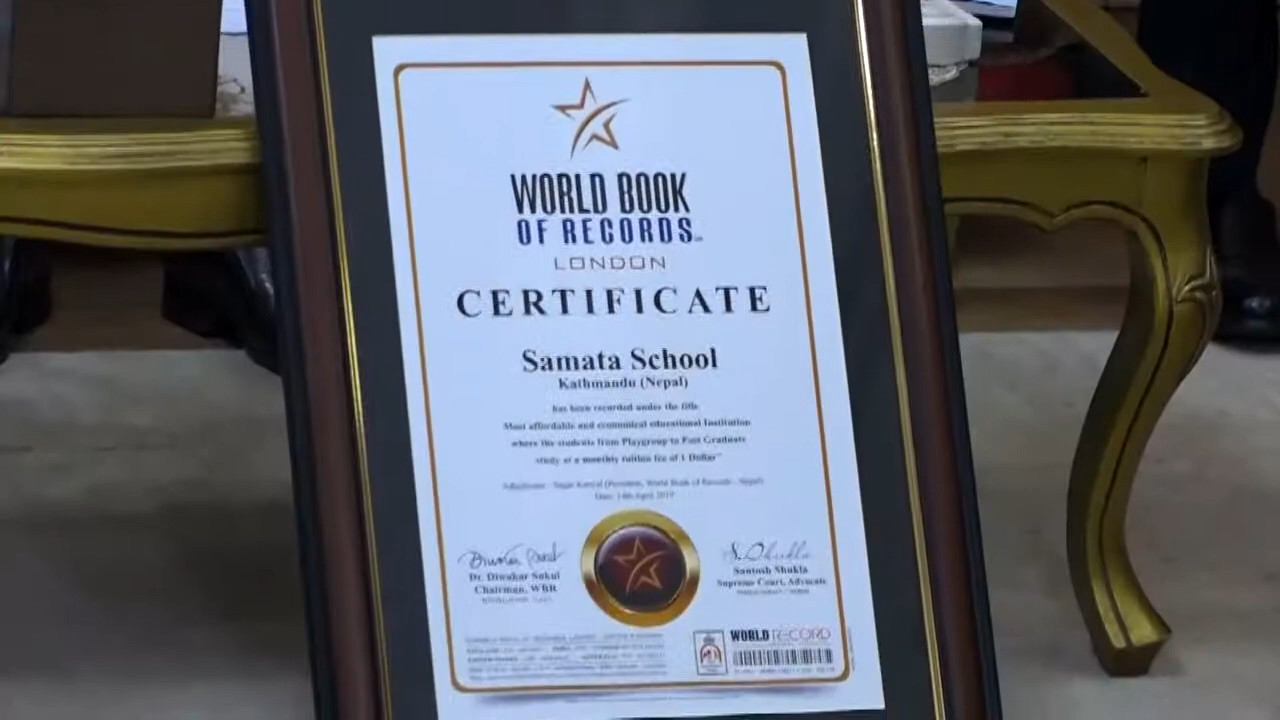 WORLD BOOK
OF RECORDS
LONDON
CERTIFICATE
Samata School
Kathmandu (Nepal)
has been recorded under the title
Most affordable and economical educational Institution
where the students from Playgroup to Post Graduate
study at a monthly tuition fee of 1 Dollar"
Dr. Diwakar Sukul
Chairman, WBR
Santosh Shukla
Supreme Court, Advocate
WORLD RECORD